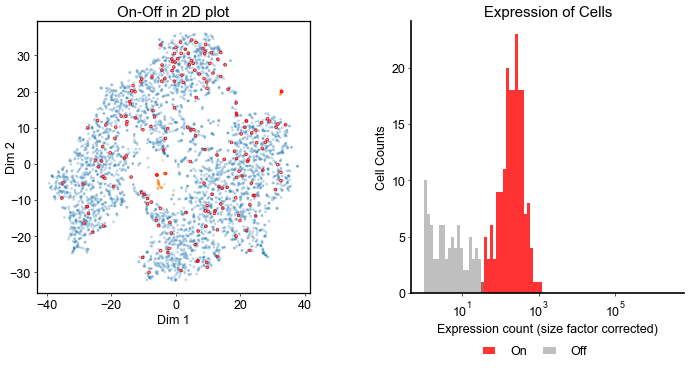 On-Off in 2D plot
Dim 2
30
20
10
0
−10
−20
−30
−40
−20
0
20
40
Dim 1
Expression of Cells
Cell Counts
20
15
10
5
0
10^1
10^3
10^5
Expression count (size factor corrected)
On
Off